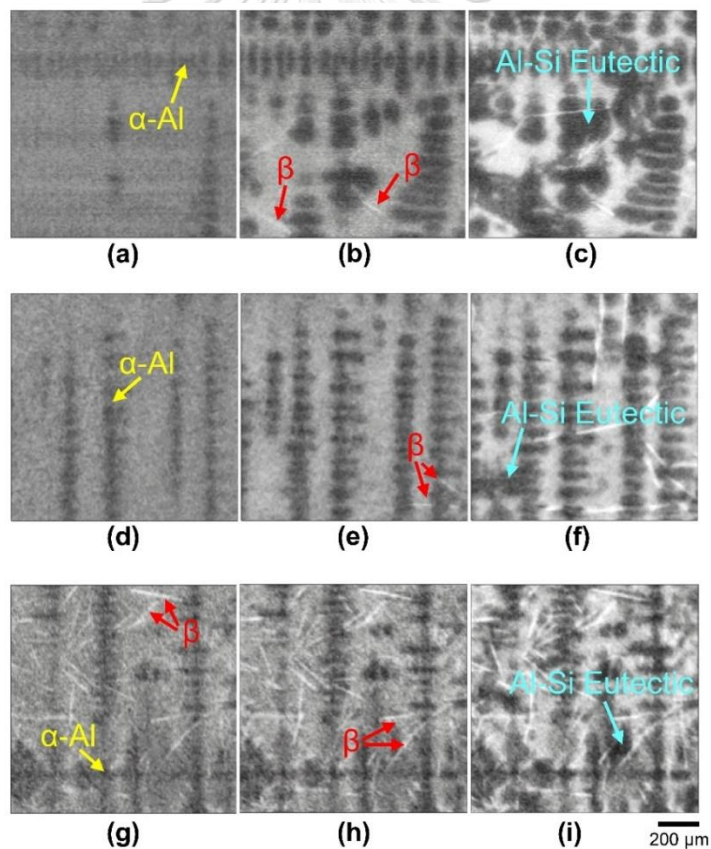 α-Al
β
β
Al-Si Eutectic
(a)
(b)
(c)
α-Al
β
Al-Si Eutectic
(d)
(e)
(f)
β
α-Al
β
Al-Si Eutectic
(g)
(h)
(i)
200 µm